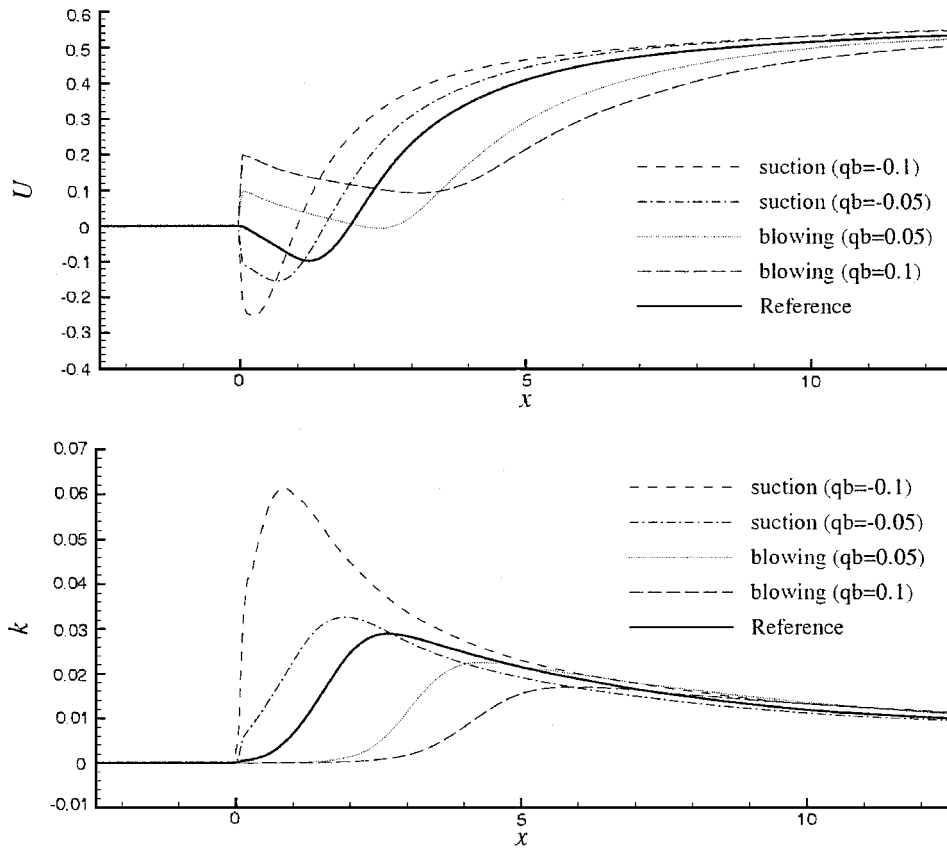 0.6
0.5
0.4
0.3
0.2
0.1
0
-0.1
-0.2
-0.3
-0.4
U
suction (qb=-0.1)
suction (qb=-0.05)
blowing (qb=0.05)
blowing (qb=0.1)
Reference
0
5
10
x
0.07
0.06
0.05
0.04
0.03
0.02
0.01
0
-0.01
k
suction (qb=-0.1)
suction (qb=-0.05)
blowing (qb=0.05)
blowing (qb=0.1)
Reference
0
5
10
x